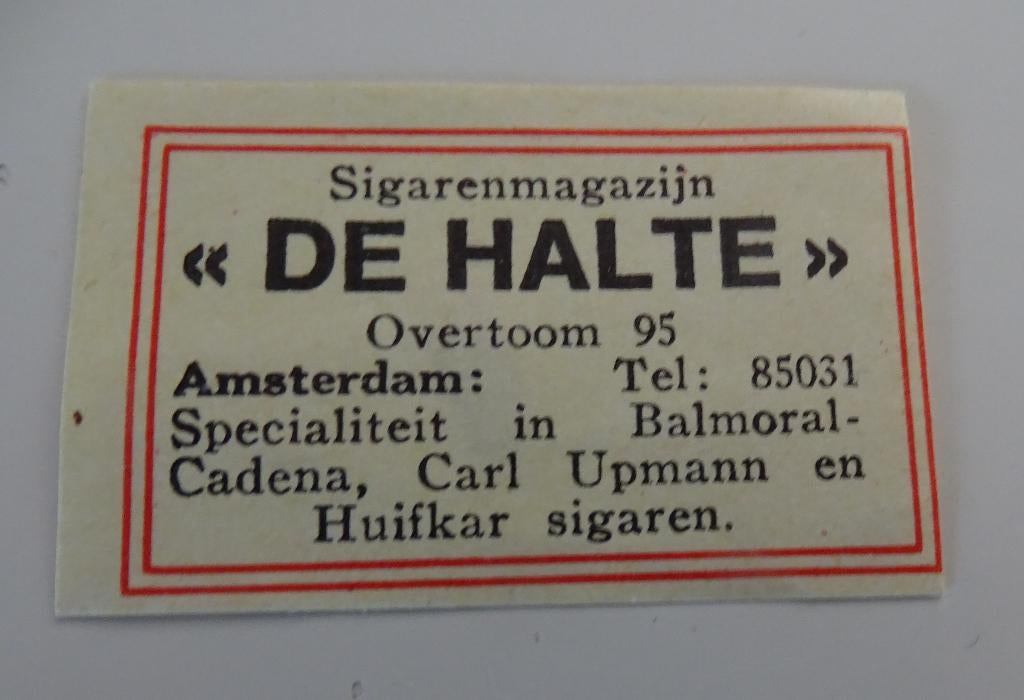 Sigarenmagazijn
« DE HALTE »
Overtoom 95
Amsterdam: Tel: 85031
Specialiteit in Balmoral-
Cadena, Carl Upmann en
Huifkar sigaren.